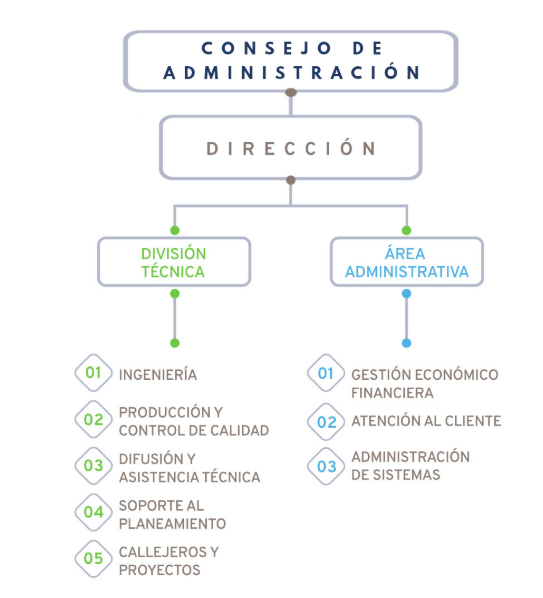 CONSEJO DE
ADMINISTRACIÓN
DIRECCIÓN
DIVISIÓN
TÉCNICA
01 INGENIERÍA
02 PRODUCCIÓN Y
CONTROL DE CALIDAD
03 DIFUSIÓN Y
ASISTENCIA TÉCNICA
04 SOPORTE AL
PLANEAMIENTO
05 CALLEJEROS Y
PROYECTOS
ÁREA
ADMINISTRATIVA
01 GESTIÓN ECONÓMICO
FINANCIERA
02 ATENCIÓN AL CLIENTE
03 ADMINISTRACIÓN
DE SISTEMAS